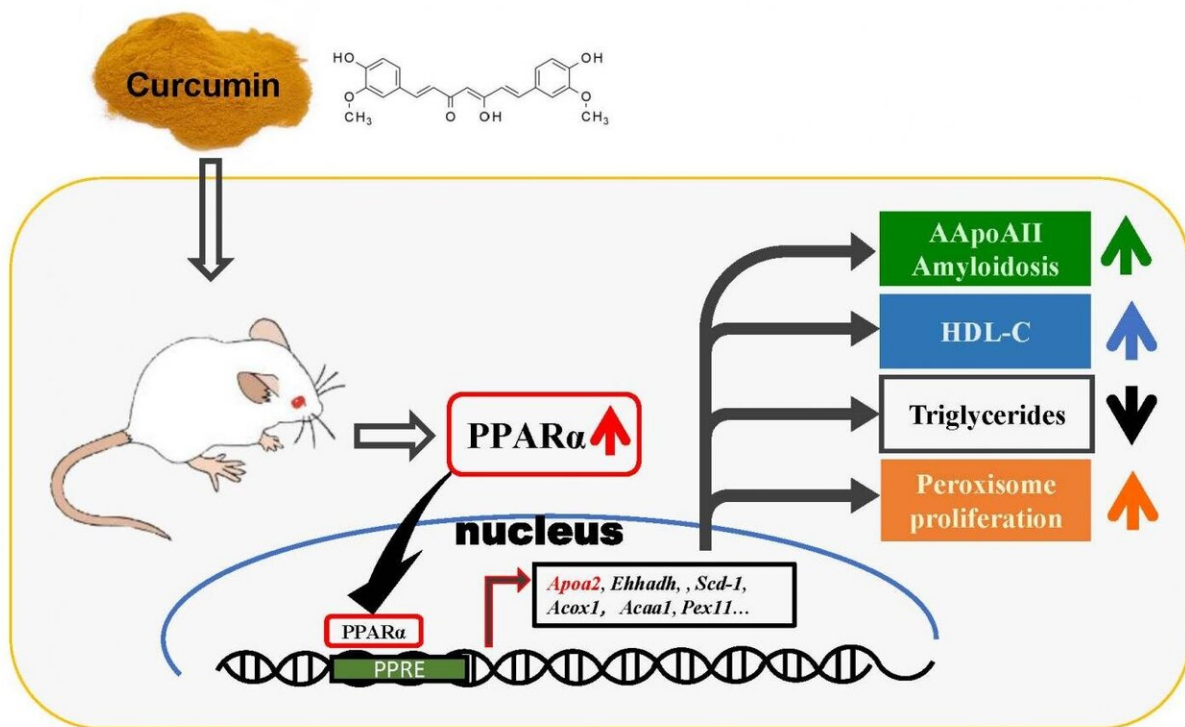 Curcumin
HO
O
CH₃
O
OH
OH
O
CH₃
AApoAII
Amyloidosis
HDL-C
Triglycerides
Peroxisome
proliferation
PPARα
nucleus
Apoa2, Ehhadh, , Scd-1,
Acox1, Acaa1, Pex11...
PPARα
PPRE